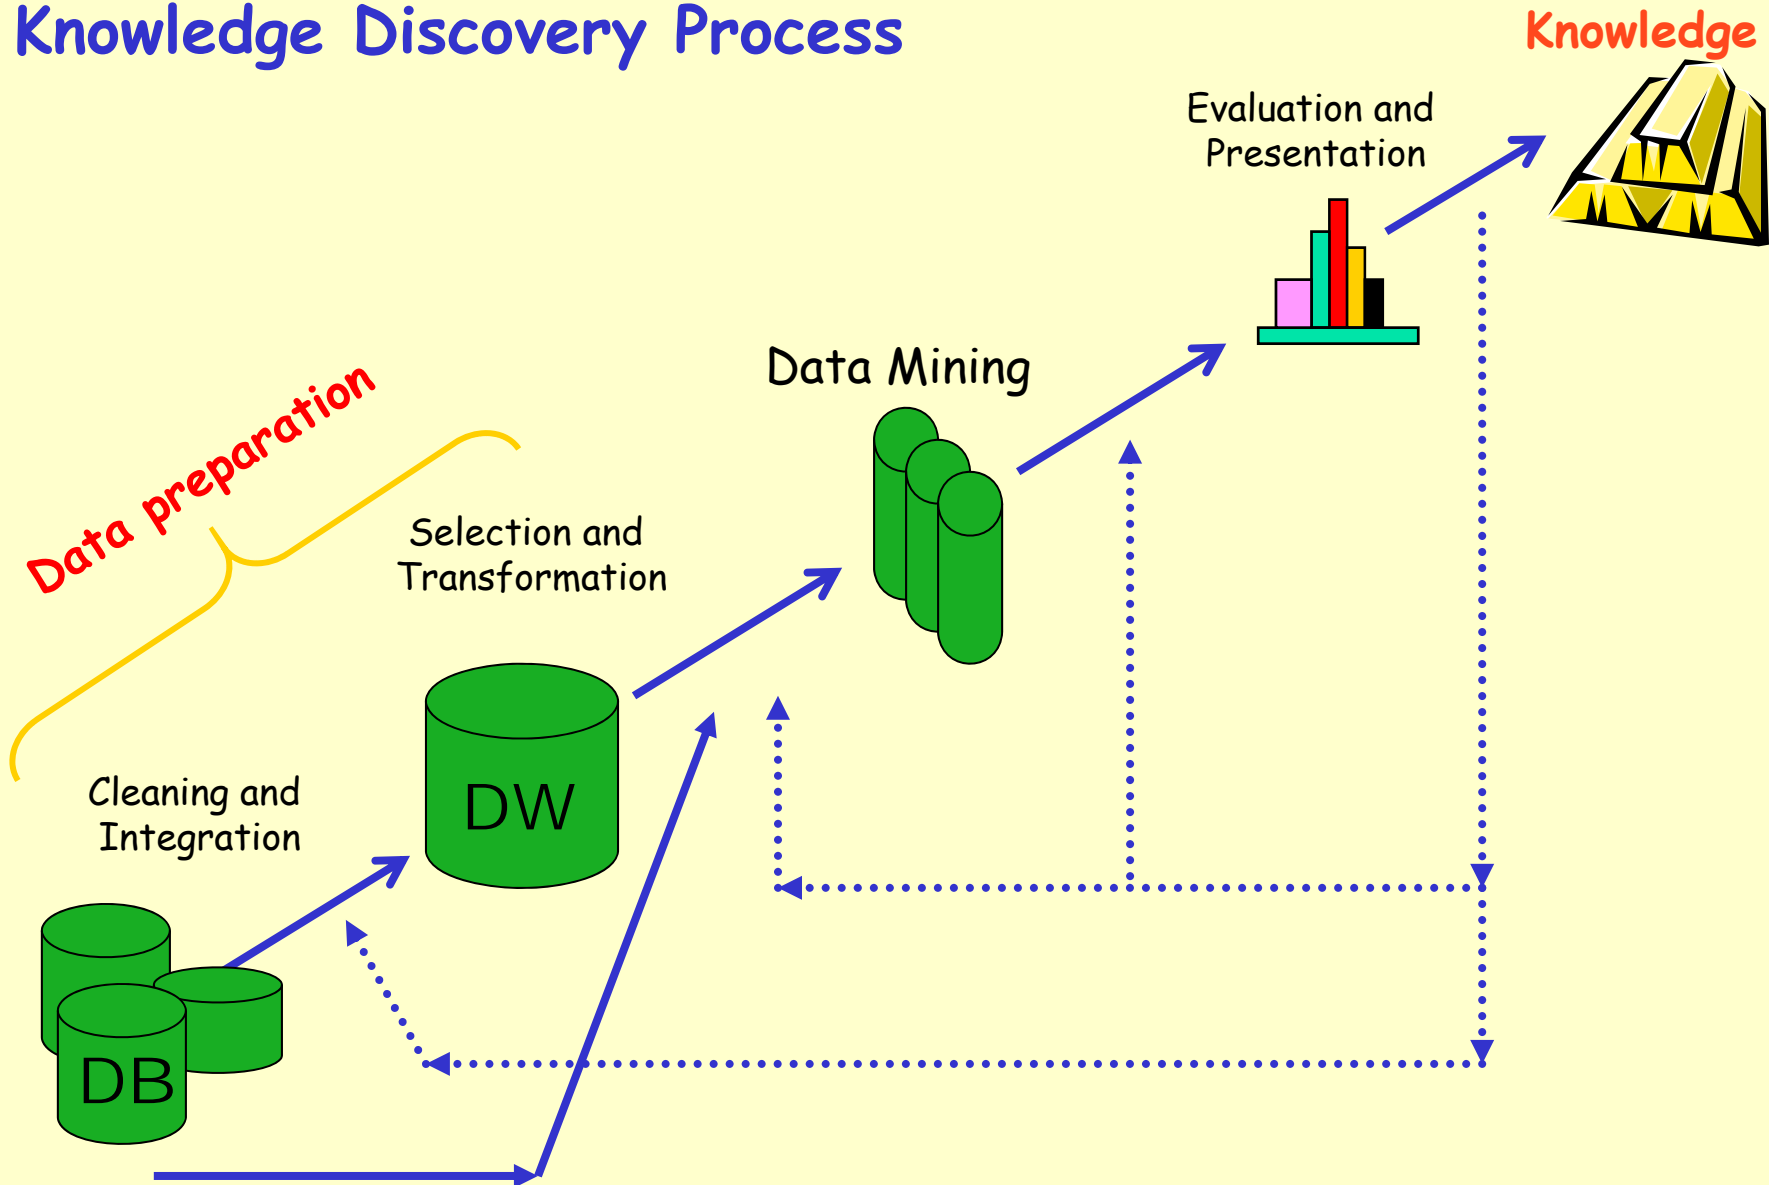 Knowledge Discovery Process
Knowledge
Evaluation and
Presentation
Data Mining
Data preparation
Selection and
Transformation
DW
Cleaning and
Integration
DB